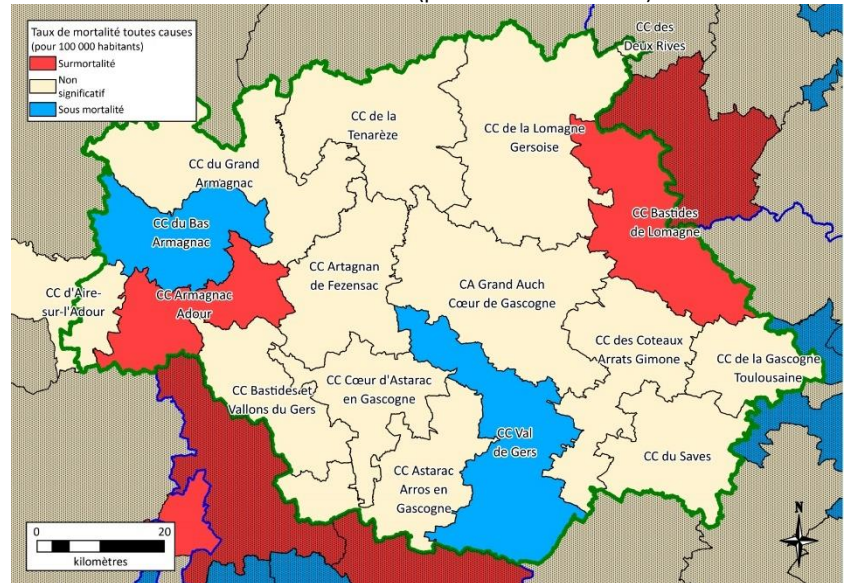 Taux de mortalité toutes causes
(pour 100 000 habitants)
Surmortalité
Non
significatif
Sous mortalité
CC des
Deux Rives
CC de la
Tenarèze
CC de la Lomagne
Gersoise
CC du Grand
Armagnac
CC du Bas
Armagnac
CC Bastides
de Lomagne
CC Artagnan
de Fezensac
CA Grand Auch
Cœur de Gascogne
CC d'Aire-
sur-l'Adour
CC Armagnac
Adour
CC des Coteaux
Arrats Gimone
CC de la Gascogne
Toulousaine
CC Bastides et
Vallons du Gers
CC Cœur d'Astarac
en Gascogne
CC Val
de Gers
CC du Saves
CC Astarac
Arros en
Gascogne
N
0 20
kilomètres